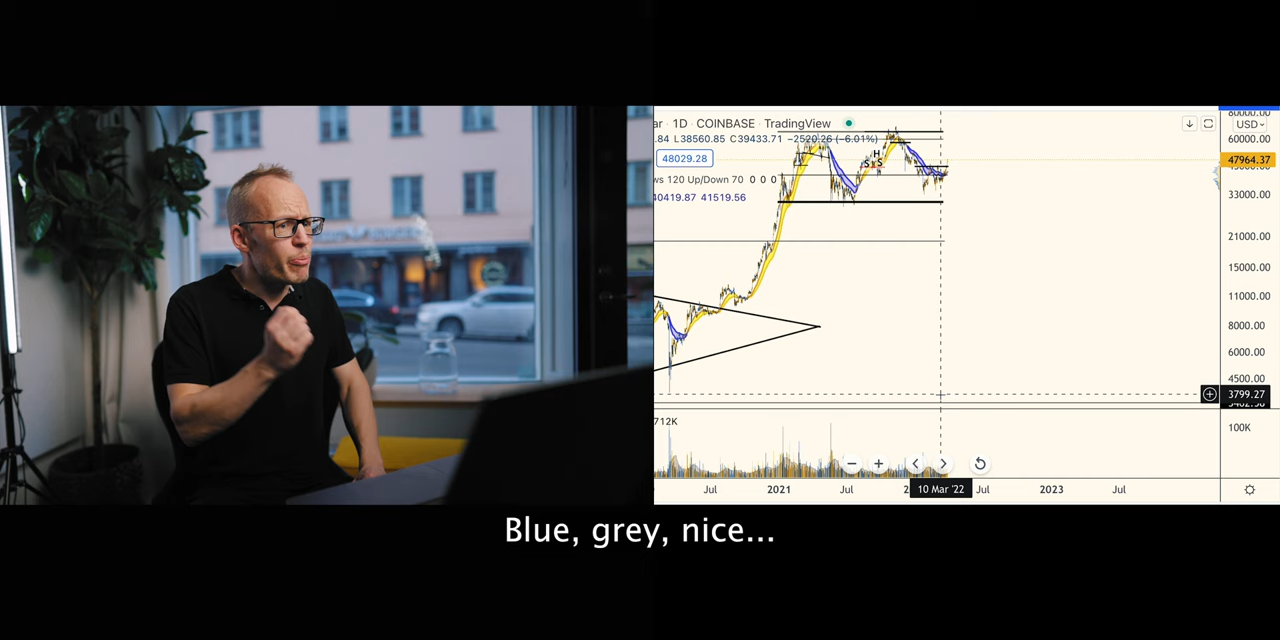 ar · 1D · COINBASE · TradingView
.84 L38560.85 C39433.71 −2520.26 (−6.01%)
48029.28
ws 120 Up/Down 70 0 0 0
40419.87 41519.56
H
S S
USD
80000.00
60000.00
47964.37
33000.00
21000.00
15000.00
11000.00
8000.00
6000.00
4500.00
3799.27
712K
100K
Jul
2021
Jul
2
10 Mar '22
Jul
2023
Jul
Blue, grey, nice...